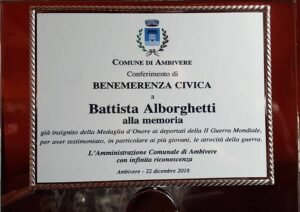 COMUNE DI AMBIVERE
Conferimento di
BENEMERENZA CIVICA
a
Battista Alborghetti
alla memoria
già insignito della Medaglia d'Onore ai deportati della II Guerra Mondiale,
per aver testimoniato, in particolare ai più giovani, le atrocità della guerra.
L'Amministrazione Comunale di Ambivere
con infinita riconoscenza
Ambivere - 22 dicembre 2018